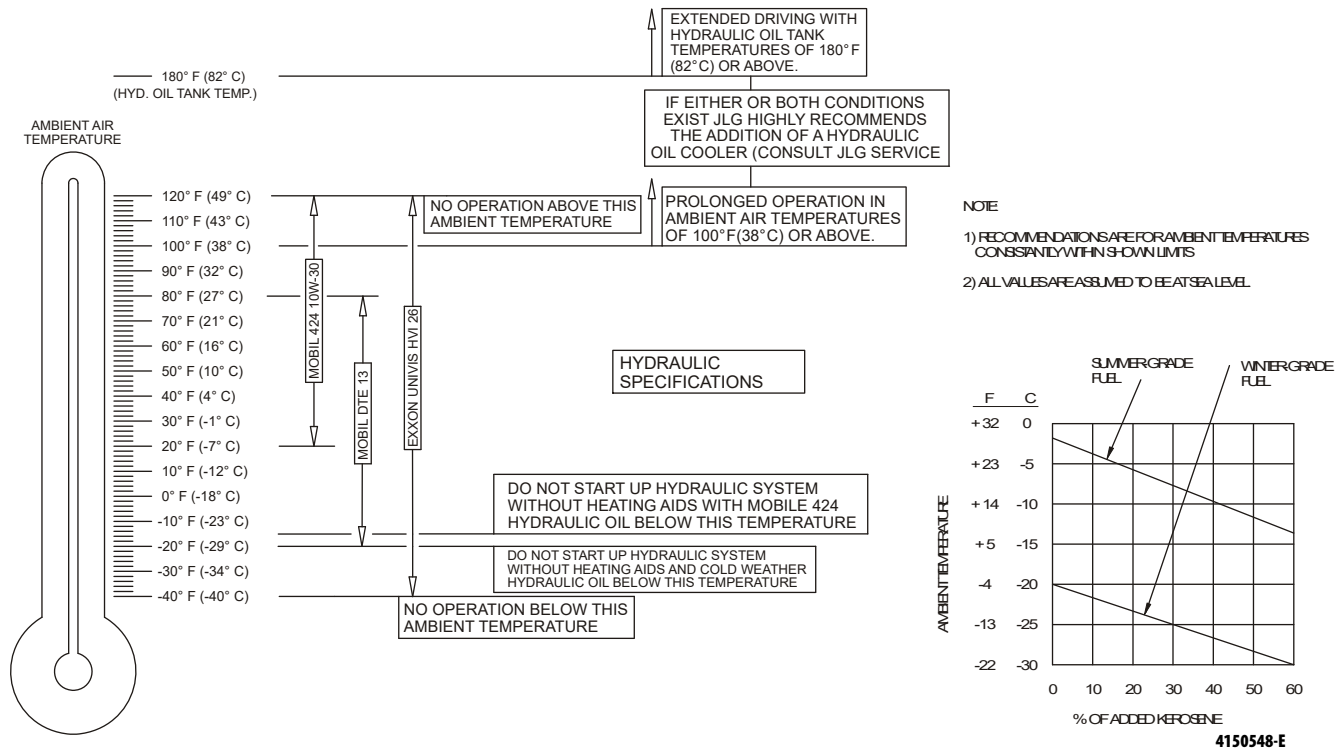 EXTENDED DRIVING WITH
HYDRAULIC OIL TANK
TEMPERATURES OF 180°F
(82°C) OR ABOVE.
180° F (82° C)
(HYD. OIL TANK TEMP.)
IF EITHER OR BOTH CONDITIONS
EXIST JLG HIGHLY RECOMMENDS
THE ADDITION OF A HYDRAULIC
OIL COOLER (CONSULT JLG SERVICE
AMBIENT AIR
TEMPERATURE
120° F (49° C)
110° F (43° C)
100° F (38° C)
90° F (32° C)
80° F (27° C)
70° F (21° C)
60° F (16° C)
50° F (10° C)
40° F (4° C)
30° F (-1° C)
20° F (-7° C)
10° F (-12° C)
0° F (-18° C)
-10° F (-23° C)
-20° F (-29° C)
-30° F (-34° C)
-40° F (-40° C)
MOBIL 424 10W-30
MOBIL DTE 13
EXXON UNIVIS HVI 26
NO OPERATION ABOVE THIS
AMBIENT TEMPERATURE
PROLONGED OPERATION IN
AMBIENT AIR TEMPERATURES
OF 100°F(38°C) OR ABOVE.
HYDRAULIC
SPECIFICATIONS
DO NOT START UP HYDRAULIC SYSTEM
WITHOUT HEATING AIDS WITH MOBILE 424
HYDRAULIC OIL BELOW THIS TEMPERATURE
DO NOT START UP HYDRAULIC SYSTEM
WITHOUT HEATING AIDS AND COLD WEATHER
HYDRAULIC OIL BELOW THIS TEMPERATURE
NO OPERATION BELOW THIS
AMBIENT TEMPERATURE
NOTE:
1) RECOMMENDATIONS ARE FOR AMBIENT TEMPERATURES
CONSISTANTLY WITHIN SHOWN LIMITS
2) ALL VALUES ARE ASSUMED TO BE AT SEA LEVEL.
SUMMER-GRADE
FUEL
WINTER-GRADE
FUEL
F C
+32 0
+23 -5
+14 -10
+5 -15
-4 -20
-13 -25
-22 -30
AMBIENT TEMPERATURE
0 10 20 30 40 50 60
% OF ADDED KEROSENE
4150548-E